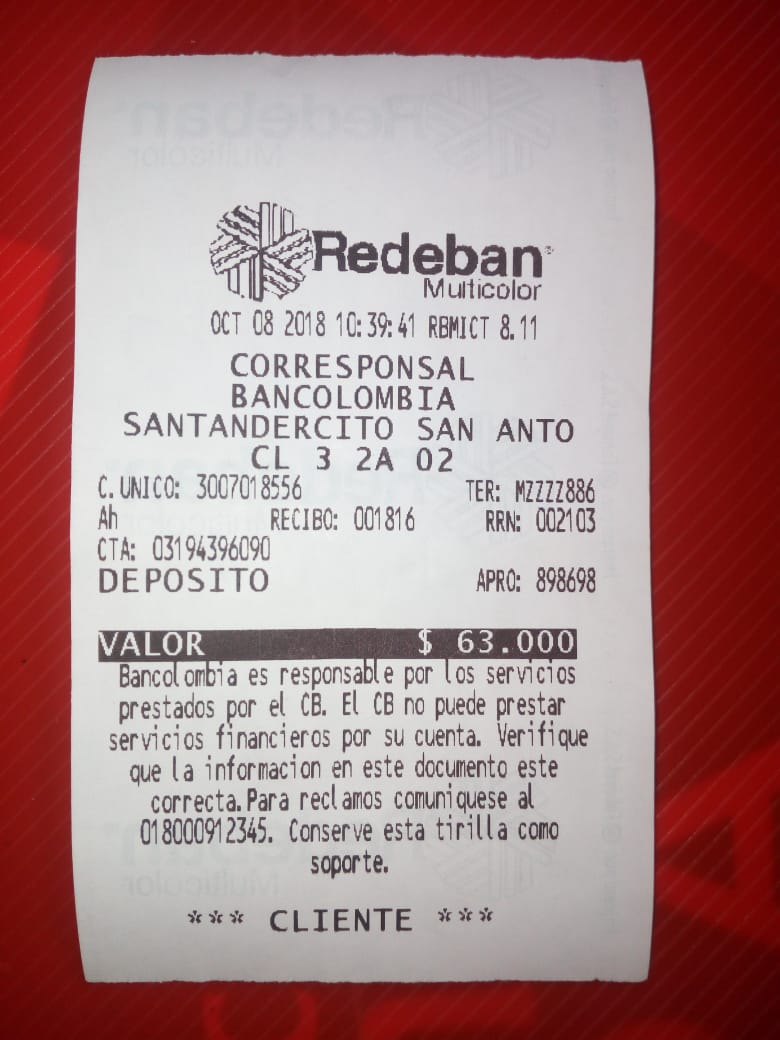 Redeban
Multicolor
OCT 08 2018 10:39:41 RBMICT 8.11
CORRESPONSAL
BANCOLOMBIA
SANTANDERCITO SAN ANTO
CL 3 2A 02
C.UNICO: 3007018556 TER: MZZZZ886
Ah RECIBO: 001816 RRN: 002103
CTA: 03194396090
DEPOSITO APRO: 898698
VALOR $ 63.000
Bancolombia es responsable por los servicios
prestados por el CB. El CB no puede prestar
servicios financieros por su cuenta. Verifique
que la informacion en este documento este
correcta.Para reclamos comuniquese al
018000912345. Conserve esta tirilla como
soporte.
*** CLIENTE ***